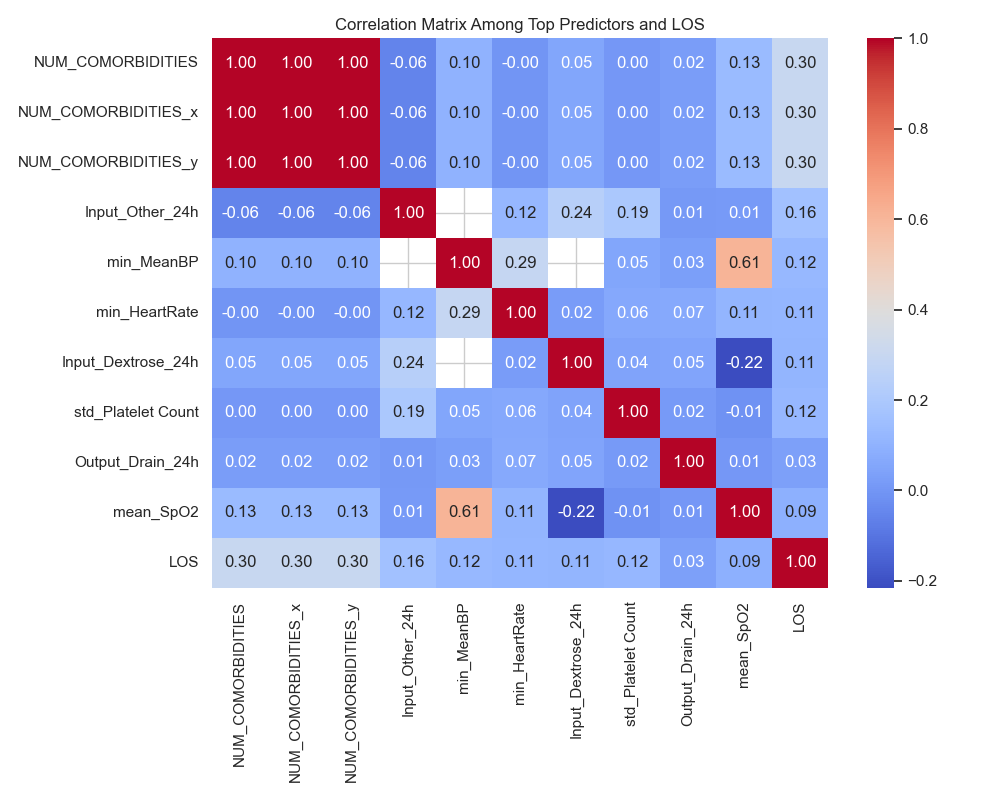 Correlation Matrix Among Top Predictors and LOS
NUM_COMORBIDITIES 1.00 1.00 1.00 -0.06 0.10 -0.00 0.05 0.00 0.02 0.13 0.30
NUM_COMORBIDITIES_x 1.00 1.00 1.00 -0.06 0.10 -0.00 0.05 0.00 0.02 0.13 0.30
NUM_COMORBIDITIES_y 1.00 1.00 1.00 -0.06 0.10 -0.00 0.05 0.00 0.02 0.13 0.30
Input_Other_24h -0.06 -0.06 -0.06 1.00 0.12 0.24 0.19 0.01 0.01 0.16
min_MeanBP 0.10 0.10 0.10 1.00 0.29 0.05 0.03 0.61 0.12
min_HeartRate -0.00 -0.00 -0.00 0.12 0.29 1.00 0.02 0.06 0.07 0.11 0.11
Input_Dextrose_24h 0.05 0.05 0.05 0.24 0.02 1.00 0.04 0.05 -0.22 0.11
std_Platelet Count 0.00 0.00 0.00 0.19 0.05 0.06 0.04 1.00 0.02 -0.01 0.12
Output_Drain_24h 0.02 0.02 0.02 0.01 0.03 0.07 0.05 0.02 1.00 0.01 0.03
mean_SpO2 0.13 0.13 0.13 0.01 0.61 0.11 -0.22 -0.01 0.01 1.00 0.09
LOS 0.30 0.30 0.30 0.16 0.12 0.11 0.11 0.12 0.03 0.09 1.00
NUM_COMORBIDITIES
NUM_COMORBIDITIES_x
NUM_COMORBIDITIES_y
Input_Other_24h
min_MeanBP
min_HeartRate
Input_Dextrose_24h
std_Platelet Count
Output_Drain_24h
mean_SpO2
LOS
1.0
0.8
0.6
0.4
0.2
0.0
−0.2